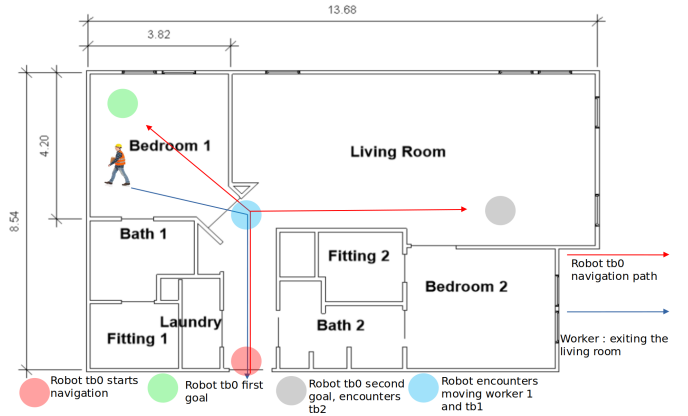 13.68
3.82
4.20
8.54
Bedroom 1
Living Room
Bath 1
Fitting 2
Bedroom 2
Laundry
Fitting 1
Bath 2
Robot tb0
navigation path
Worker : exiting the
living room
Robot tb0 starts
navigation
Robot tb0 first
goal
Robot tb0 second
goal, encounters
tb2
Robot encounters
moving worker 1
and tb1